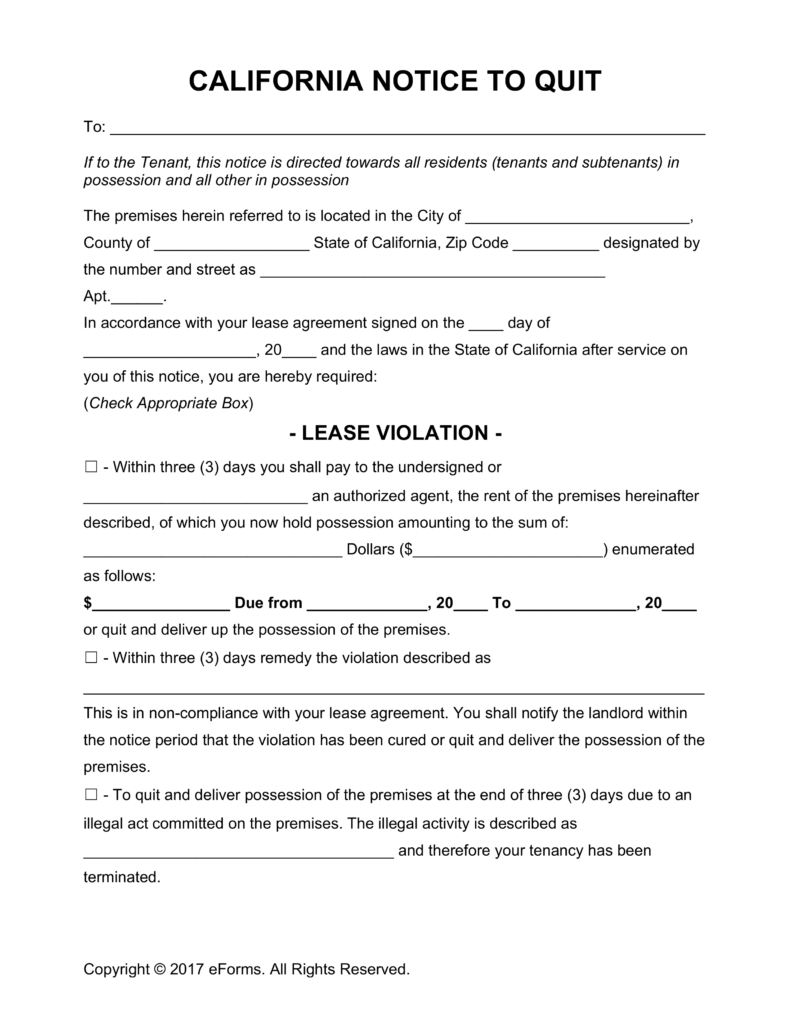 CALIFORNIA NOTICE TO QUIT
To: ______________________________________________________________________
If to the Tenant, this notice is directed towards all residents (tenants and subtenants) in
possession and all other in possession
The premises herein referred to is located in the City of __________________________,
County of __________________ State of California, Zip Code __________ designated by
the number and street as ________________________________________
Apt.______.
In accordance with your lease agreement signed on the ____ day of
____________________, 20____ and the laws in the State of California after service on
you of this notice, you are hereby required:
(Check Appropriate Box)
- LEASE VIOLATION -
☐ - Within three (3) days you shall pay to the undersigned or
__________________________ an authorized agent, the rent of the premises hereinafter
described, of which you now hold possession amounting to the sum of:
______________________________ Dollars ($______________________) enumerated
as follows:
$________________ Due from ______________, 20____ To ______________, 20____
or quit and deliver up the possession of the premises.
☐ - Within three (3) days remedy the violation described as
________________________________________________________________________
This is in non-compliance with your lease agreement. You shall notify the landlord within
the notice period that the violation has been cured or quit and deliver the possession of the
premises.
☐ - To quit and deliver possession of the premises at the end of three (3) days due to an
illegal act committed on the premises. The illegal activity is described as
____________________________________ and therefore your tenancy has been
terminated.
Copyright © 2017 eForms. All Rights Reserved.